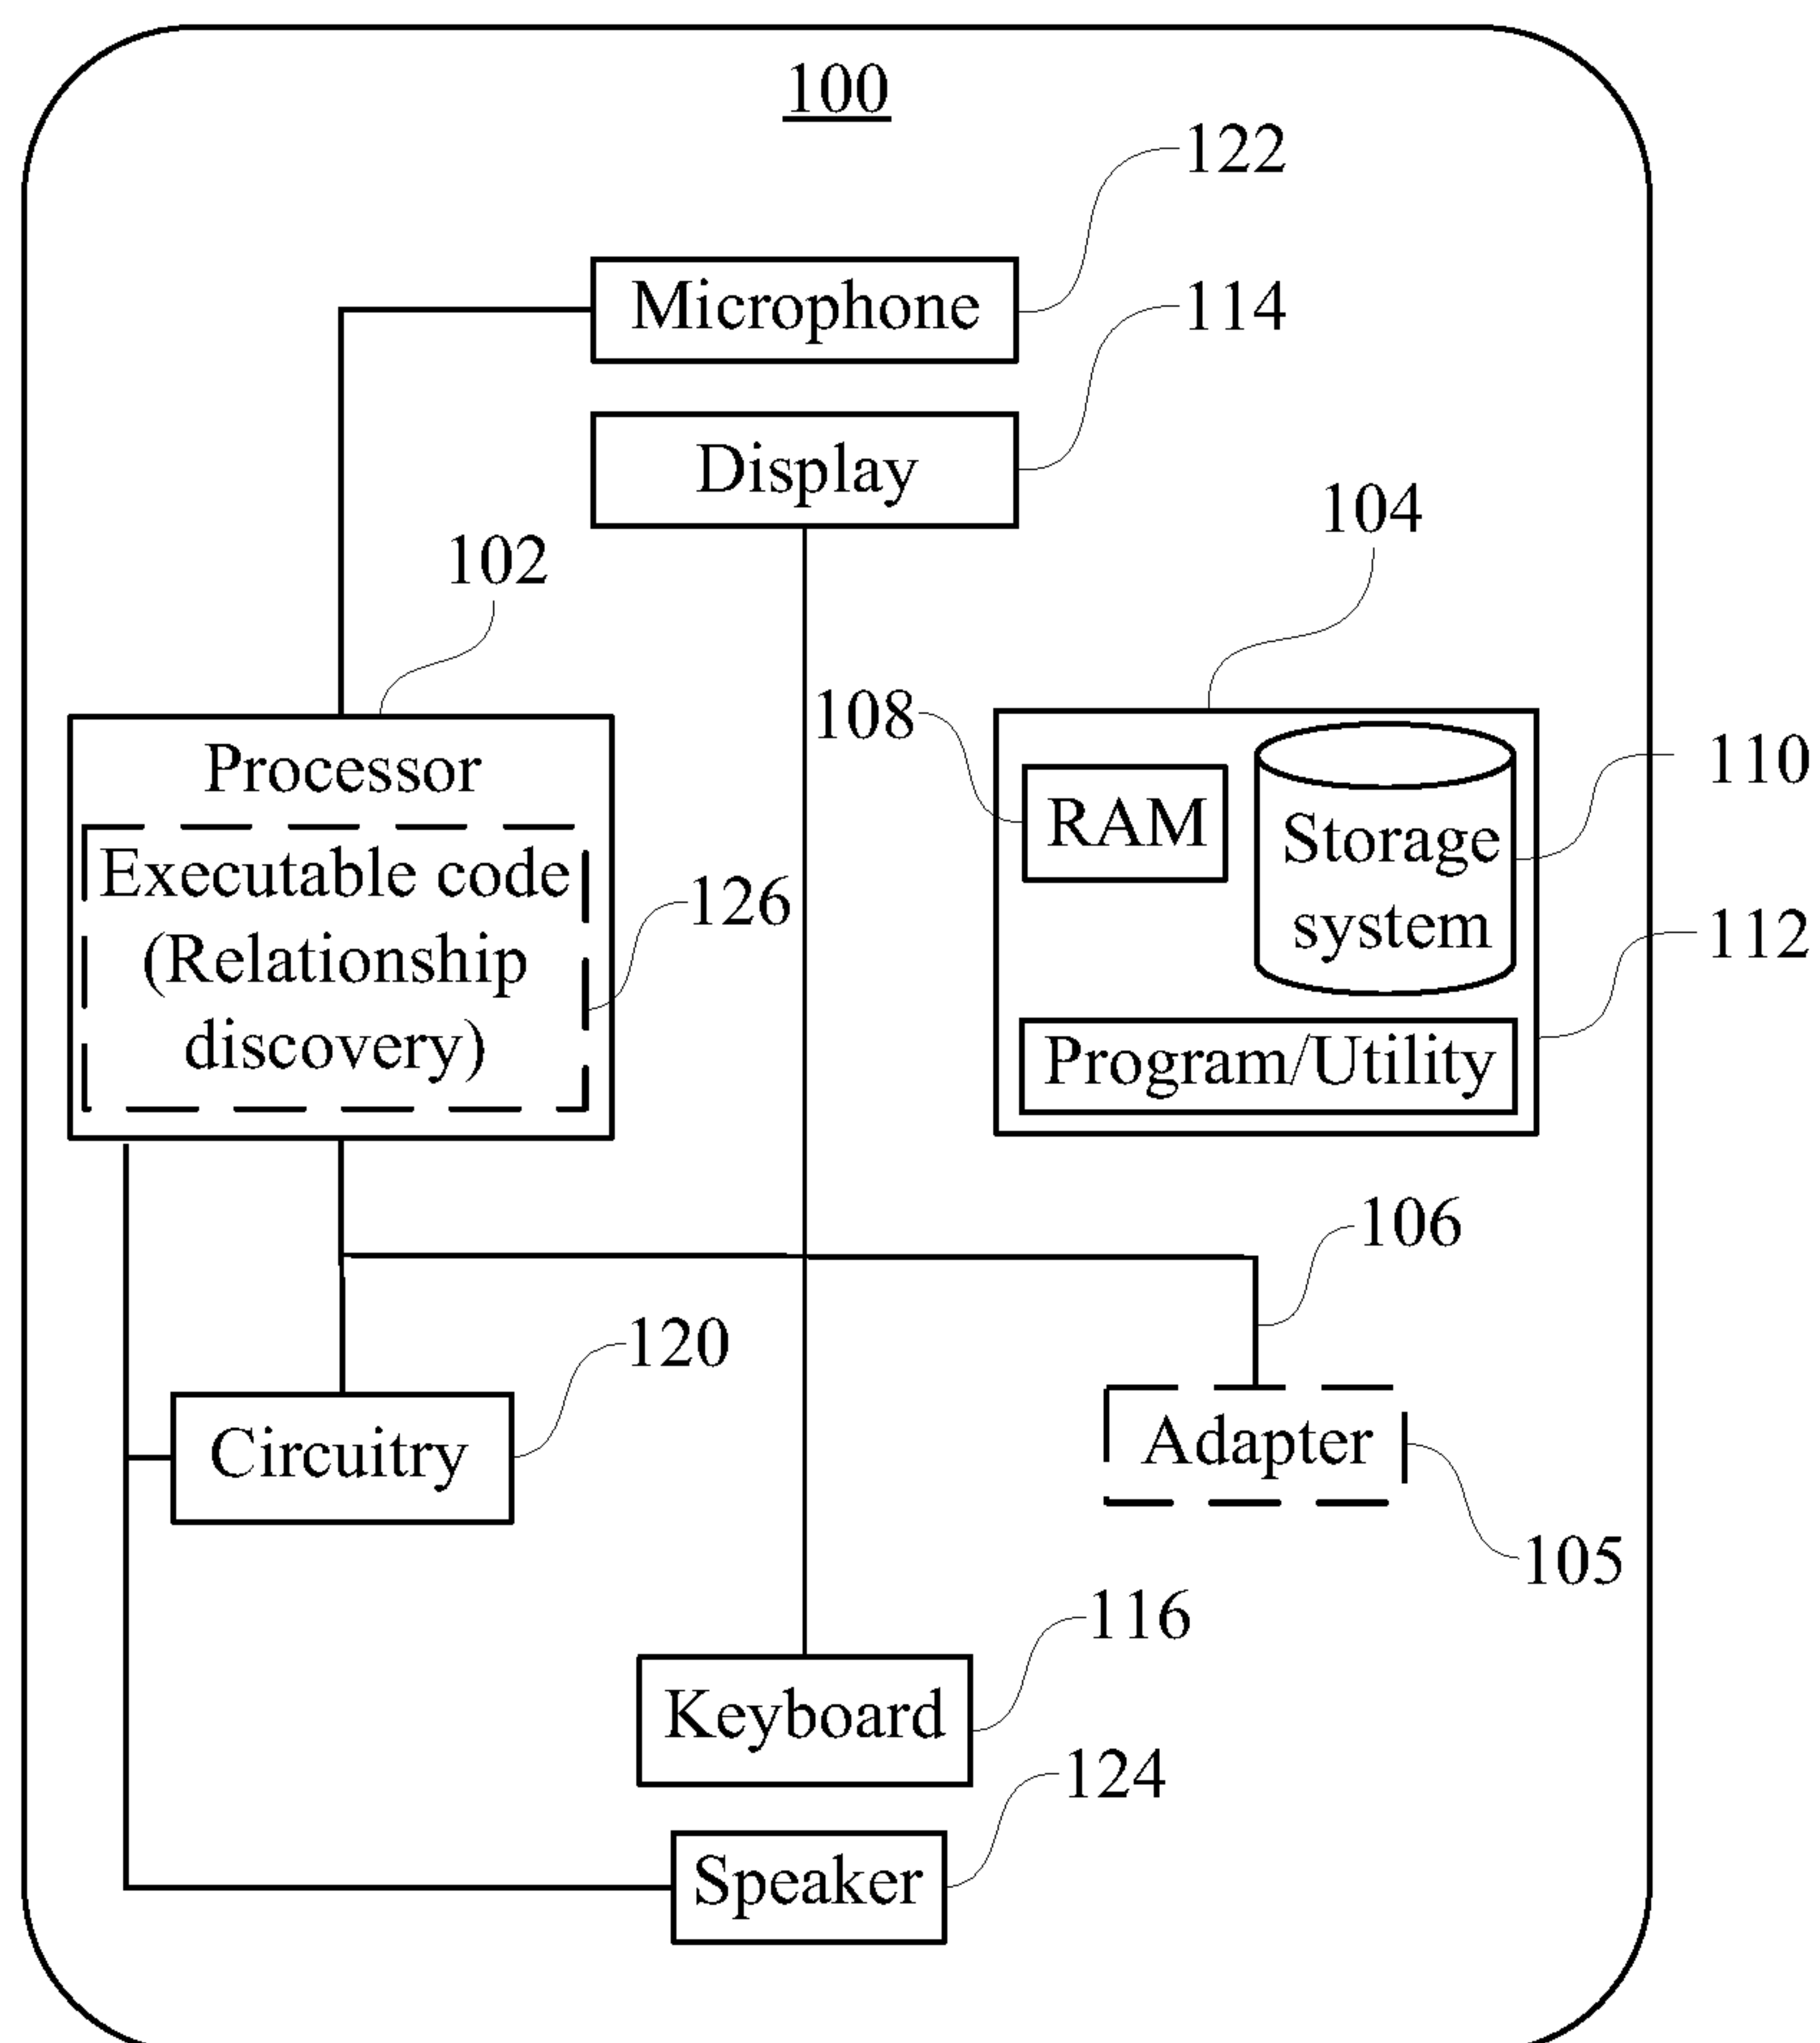 100
122
Microphone
114
Display
104
102
108
110
Processor
RAM
Storage
system
Executable code
(Relationship
discovery)
126
112
Program/Utility
106
120
Circuitry
Adapter
105
116
Keyboard
124
Speaker